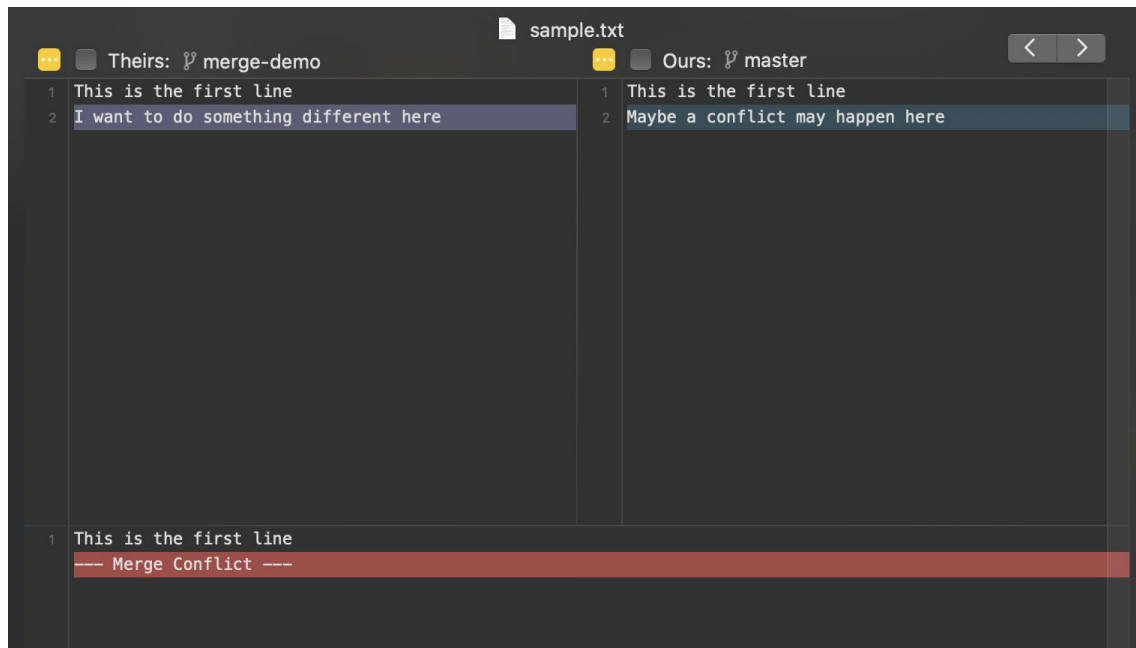 sample.txt
Theirs: merge-demo
Ours: master
1 This is the first line
2 I want to do something different here
1 This is the first line
2 Maybe a conflict may happen here
1 This is the first line
--- Merge Conflict ---